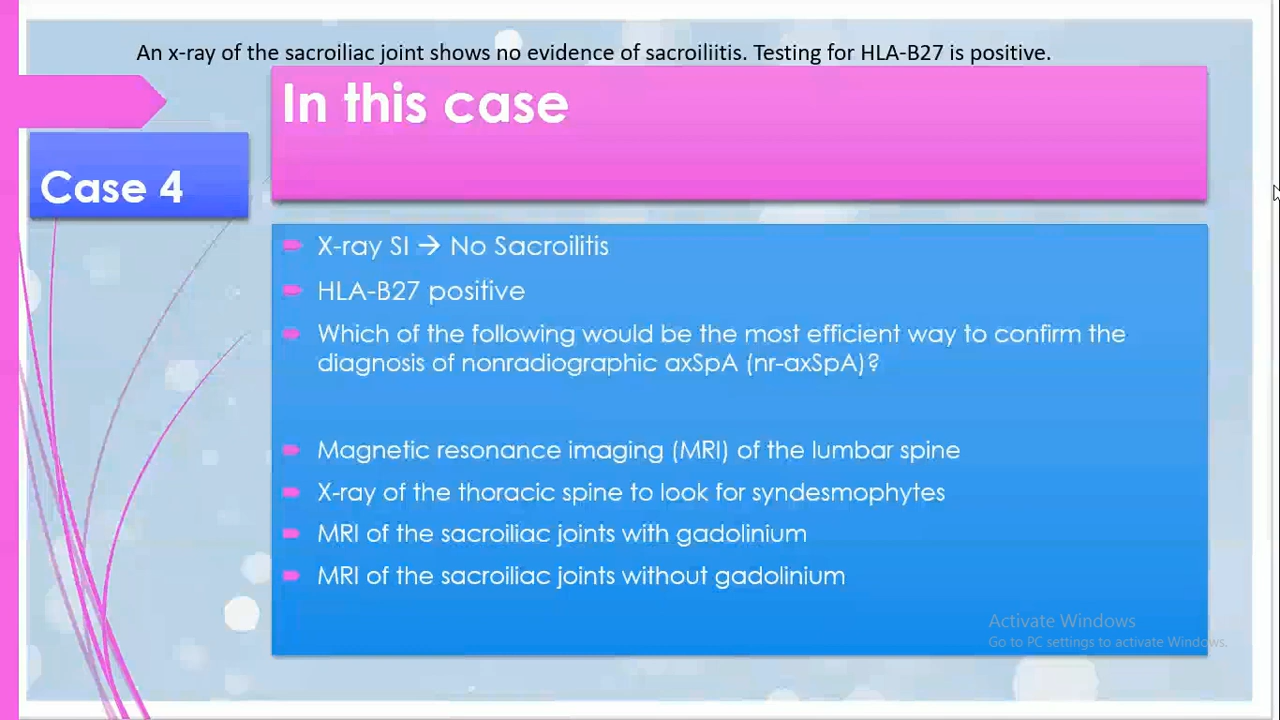 An x-ray of the sacroiliac joint shows no evidence of sacroiliitis. Testing for HLA-B27 is positive.
In this case
Case 4
X-ray SI → No Sacroilitis
HLA-B27 positive
Which of the following would be the most efficient way to confirm the
diagnosis of nonradiographic axSpA (nr-axSpA)?
Magnetic resonance imaging (MRI) of the lumbar spine
X-ray of the thoracic spine to look for syndesmophytes
MRI of the sacroiliac joints with gadolinium
MRI of the sacroiliac joints without gadolinium
Activate Windows
Go to PC settings to activate Windows.